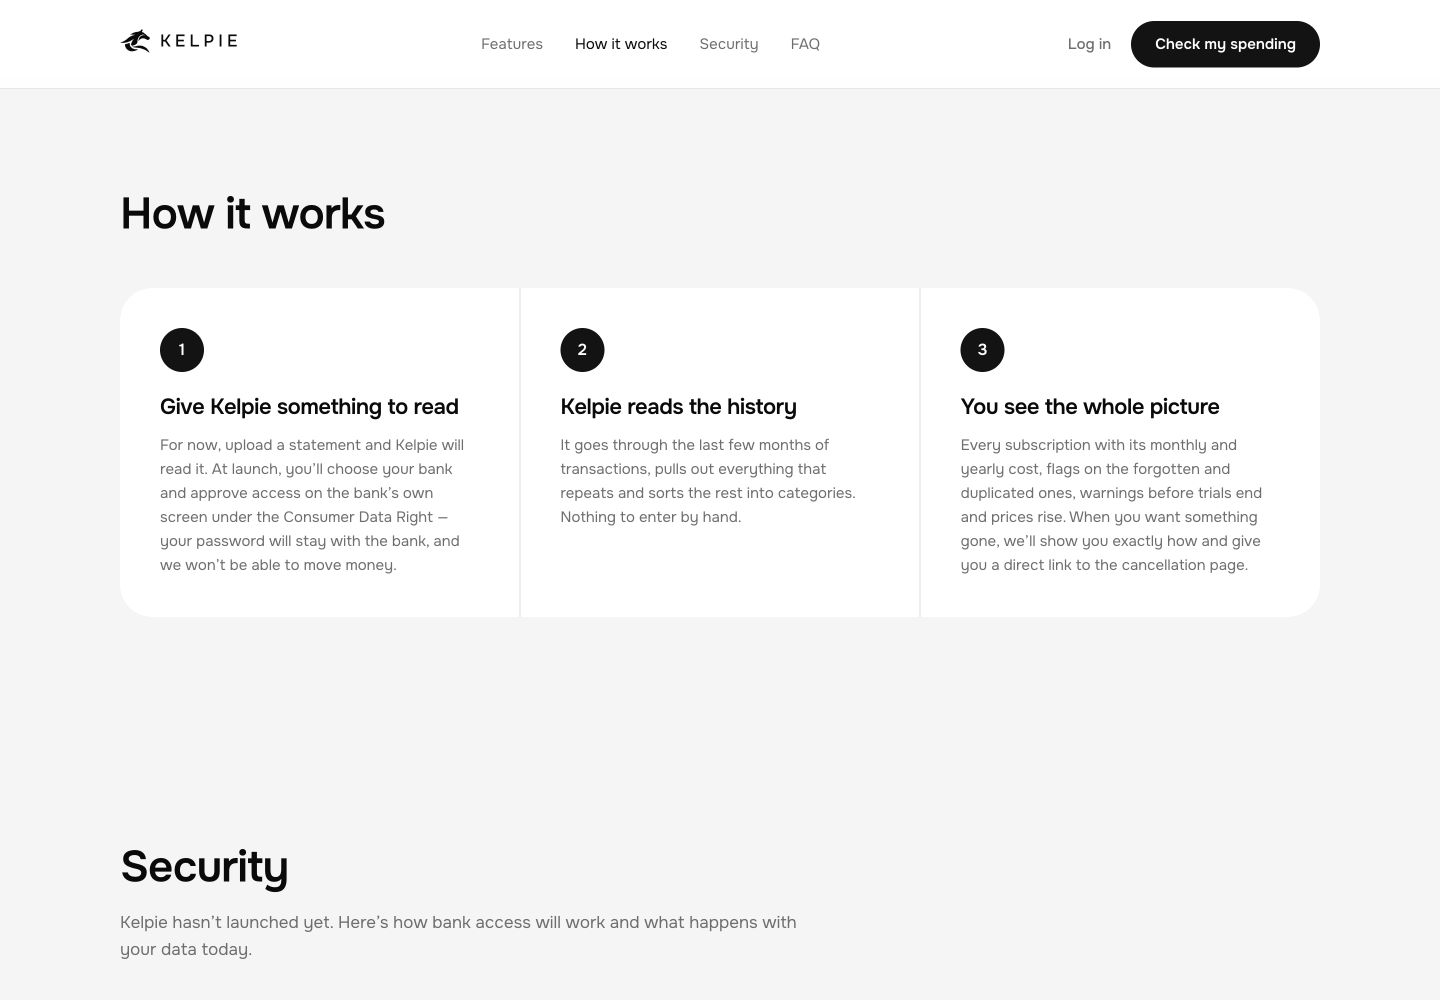 KELPIE
Features
How it works
Security
FAQ
Log in
Check my spending
How it works
1
Give Kelpie something to read
For now, upload a statement and Kelpie will
read it. At launch, you’ll choose your bank
and approve access on the bank’s own
screen under the Consumer Data Right —
your password will stay with the bank, and
we won’t be able to move money.
2
Kelpie reads the history
It goes through the last few months of
transactions, pulls out everything that
repeats and sorts the rest into categories.
Nothing to enter by hand.
3
You see the whole picture
Every subscription with its monthly and
yearly cost, flags on the forgotten and
duplicated ones, warnings before trials end
and prices rise. When you want something
gone, we’ll show you exactly how and give
you a direct link to the cancellation page.
Security
Kelpie hasn’t launched yet. Here’s how bank access will work and what happens with
your data today.